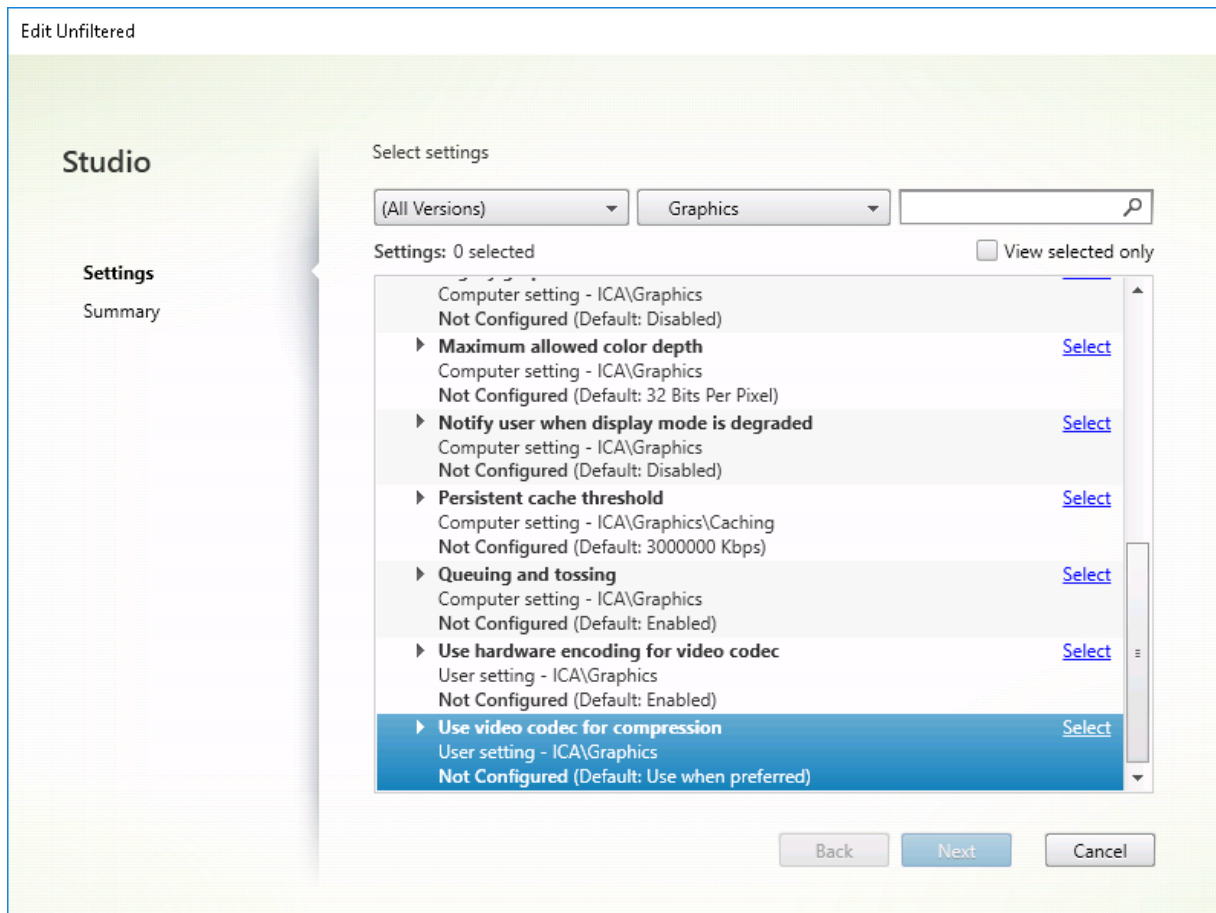 Edit Unfiltered
Studio
Settings
Summary
Select settings
(All Versions)
Graphics
Settings: 0 selected
View selected only
Computer setting - ICA\Graphics
Not Configured (Default: Disabled)
Maximum allowed color depth Select
Computer setting - ICA\Graphics
Not Configured (Default: 32 Bits Per Pixel)
Notify user when display mode is degraded Select
Computer setting - ICA\Graphics
Not Configured (Default: Disabled)
Persistent cache threshold Select
Computer setting - ICA\Graphics\Caching
Not Configured (Default: 3000000 Kbps)
Queuing and tossing Select
Computer setting - ICA\Graphics
Not Configured (Default: Enabled)
Use hardware encoding for video codec Select
User setting - ICA\Graphics
Not Configured (Default: Enabled)
Use video codec for compression Select
User setting - ICA\Graphics
Not Configured (Default: Use when preferred)
Back
Next
Cancel